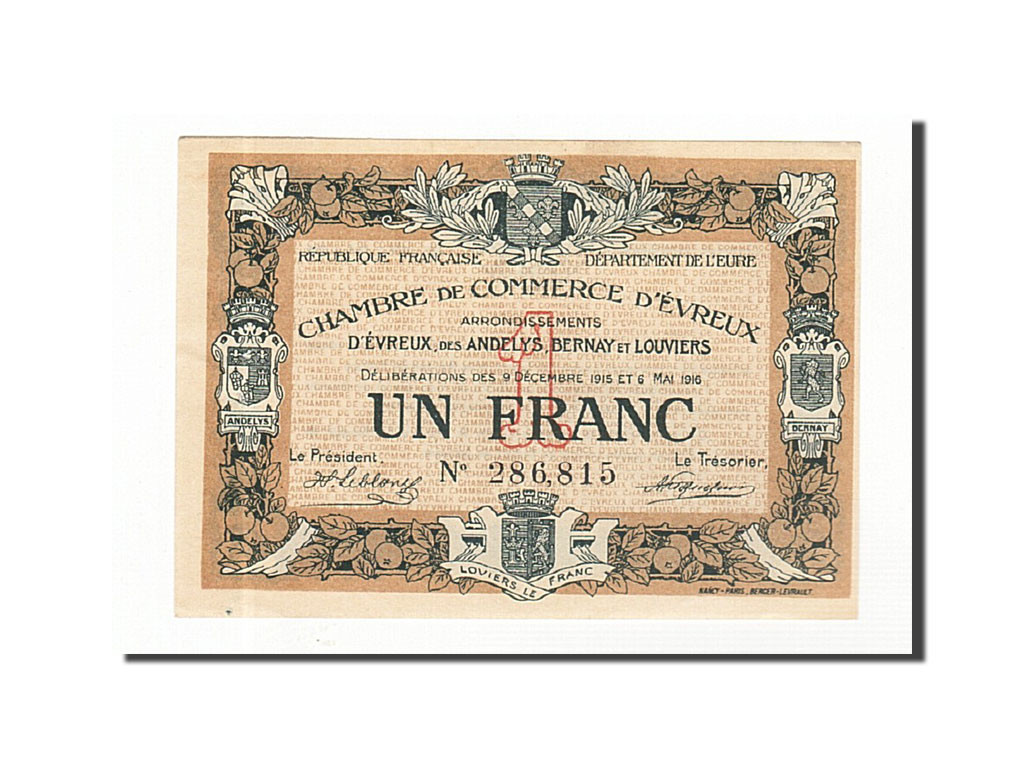 RÉPUBLIQUE FRANÇAISE DÉPARTEMENT DE L'EURE
CHAMBRE DE COMMERCE D'ÉVREUX
ARRONDISSEMENTS
D'ÉVREUX, DES ANDELYS, BERNAY ET LOUVIERS
DÉLIBÉRATIONS DES 9 DÉCEMBRE 1915 ET 6 MAI 1916
1
UN FRANC
Le Président, Le Trésorier,
Nº 286,815
ANDELYS
BERNAY
LOUVIERS LE FRANC
NANCY-PARIS, BERGER-LEVRAULT.